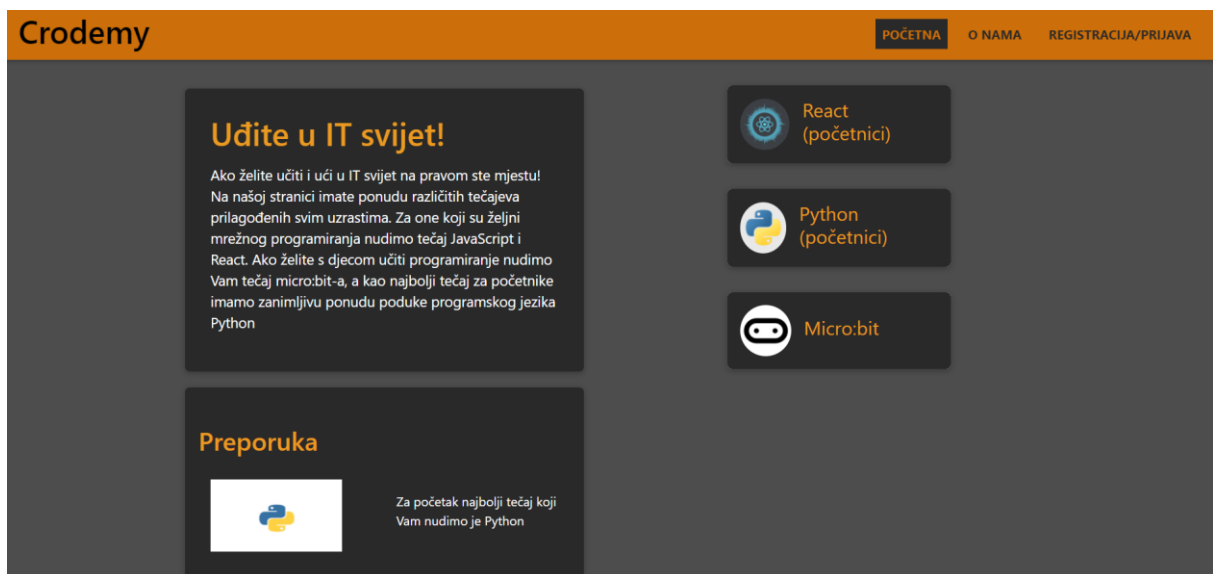 Crodemy
POČETNA
O NAMA
REGISTRACIJA/PRIJAVA
Uđite u IT svijet!
Ako želite učiti i ući u IT svijet na pravom ste mjestu!
Na našoj stranici imate ponudu različitih tečajeva
prilagođenih svim uzrastima. Za one koji su željni
mrežnog programiranja nudimo tečaj JavaScript i
React. Ako želite s djecom učiti programiranje nudimo
Vam tečaj micro:bit-a, a kao najbolji tečaj za početnike
imamo zanimljivu ponudu poduke programskog jezika
Python
Preporuka
Za početak najbolji tečaj koji
Vam nudimo je Python
React
(početnici)
Python
(početnici)
Micro:bit